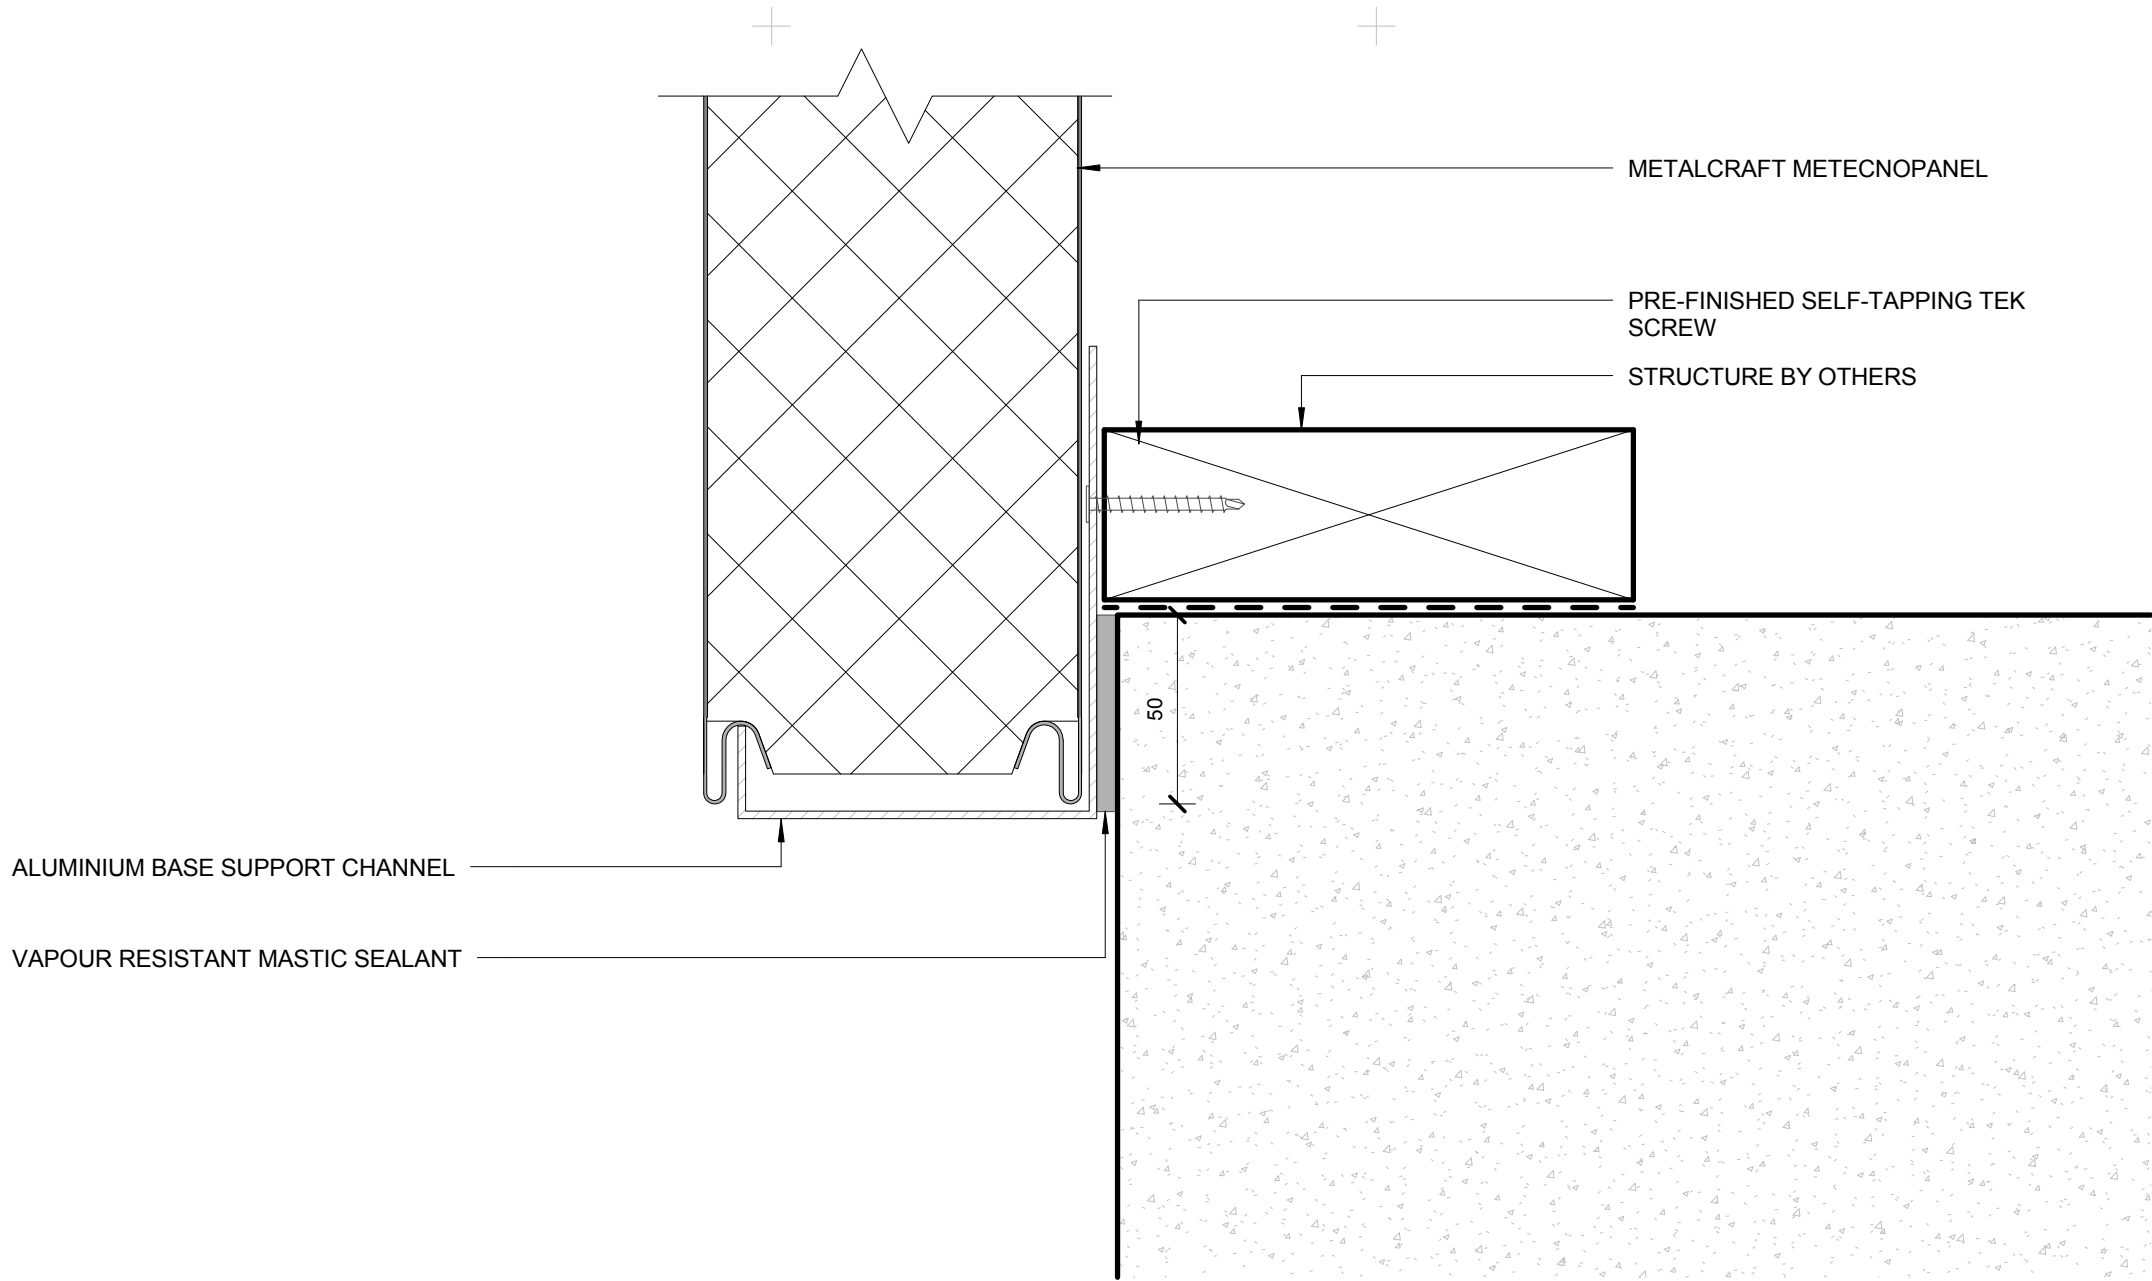 METALCRAFT METECNOPANEL
PRE-FINISHED SELF-TAPPING TEK
SCREW
STRUCTURE BY OTHERS
50
ALUMINIUM BASE SUPPORT CHANNEL
VAPOUR RESISTANT MASTIC SEALANT